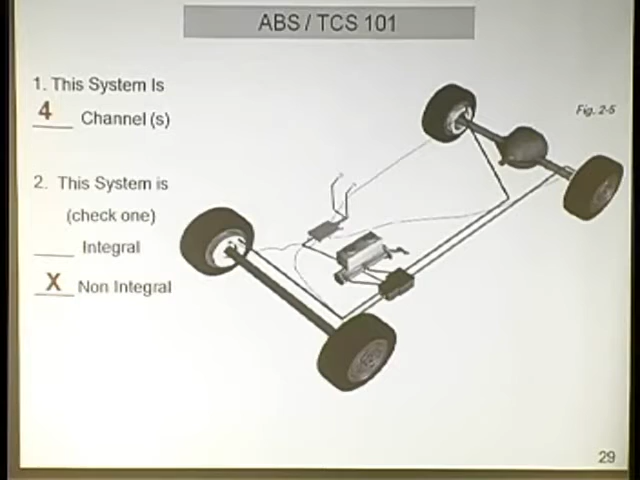 ABS / TCS 101
1. This System Is
4 Channel (s)
Fig. 2-5
2. This System is
(check one)
___ Integral
X Non Integral
29